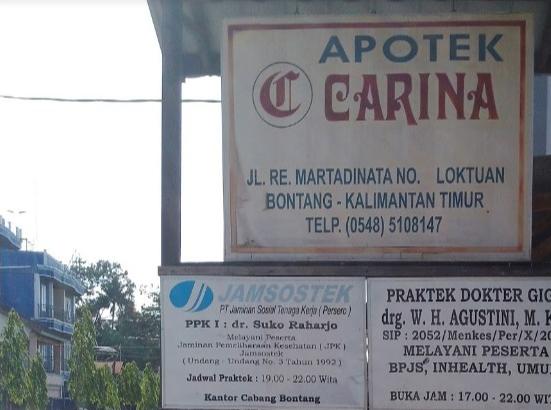 APOTEK
C CARINA
JL. RE. MARTADINATA NO. LOKTUAN
BONTANG - KALIMANTAN TIMUR
TELP. (0548) 5108147
JAMSOSTEK
PT Jaminan Sosial Tenaga Kerja ( Persero )
PPK I : dr. Suko Raharjo
Melayani Peserta
Jaminan Pemeliharaan Kesehatan ( JPK )
Jamsostek
( Undang - Undang No. 3 Tahun 1992 )
Jadwal Praktek : 19.00 - 22.00 Wita
Kantor Cabang Bontang
PRAKTEK DOKTER GIG
drg. W. H. AGUSTINI, M. K
SIP : 2052/Menkes/Per/X/20
MELAYANI PESERTA
BPJS, INHEALTH, UMU
BUKA JAM : 17.00 - 22.00 WI